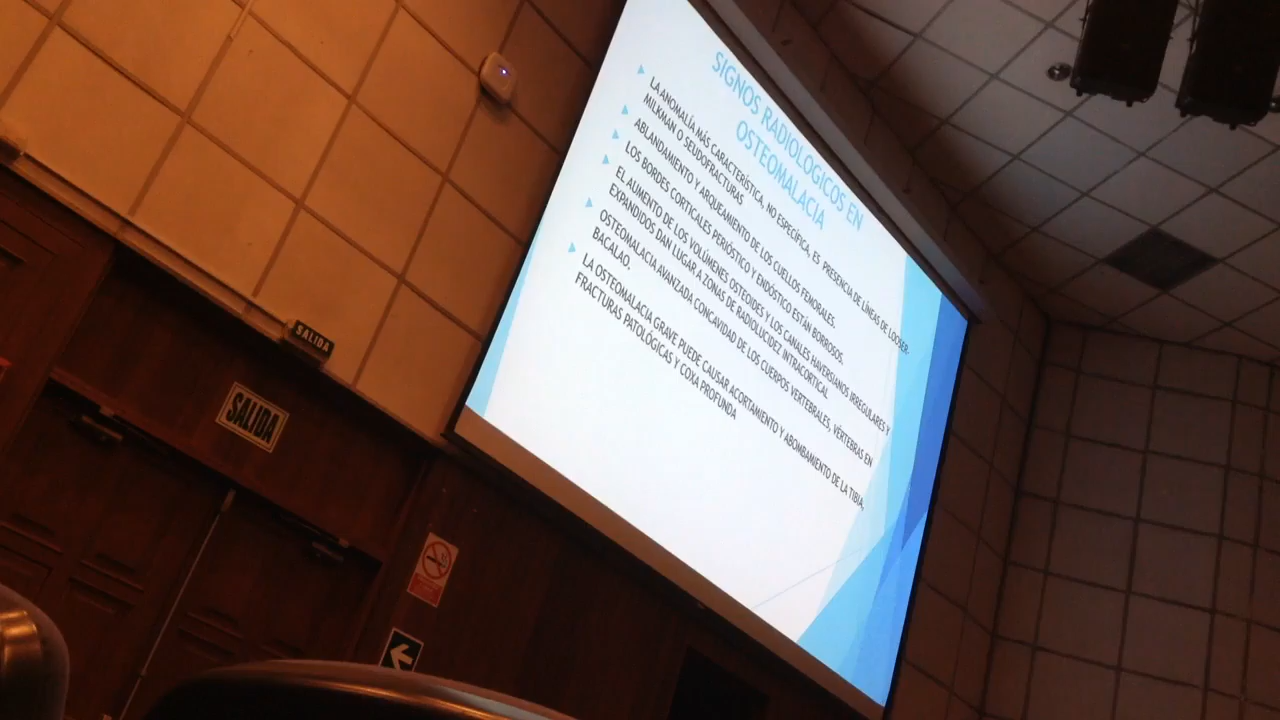 SIGNOS RADIOLOGICOS EN
OSTEOMALACIA
LA ANOMALÍA MÁS CARACTERÍSTICA, NO ESPECÍFICA, ES PRESENCIA DE LÍNEAS DE LOOSER-
MILKMAN O SEUDOFRACTURAS
ABLANDAMIENTO Y ARQUEAMIENTO DE LOS CUELLOS FEMORALES.
LOS BORDES CORTICALES PERIÓSTICO Y ENDÓSTICO ESTÁN BORROSOS.
EL AUMENTO DE LOS VOLÚMENES OSTEOIDES Y LOS CANALES HAVERSIANOS IRREGULARES Y
EXPANDIDOS DAN LUGAR A ZONAS DE RADIOLUCIDEZ INTRACORTICAL
OSTEOMALACIA AVANZADA CONCAVIDAD DE LOS CUERPOS VERTEBRALES, VÉRTEBRAS EN
BACALAO.
LA OSTEOMALACIA GRAVE PUEDE CAUSAR ACORTAMIENTO Y ABOMBAMIENTO DE LA TIBIA,
FRACTURAS PATOLÓGICAS Y COXA PROFUNDA
SALIDA
SALIDA